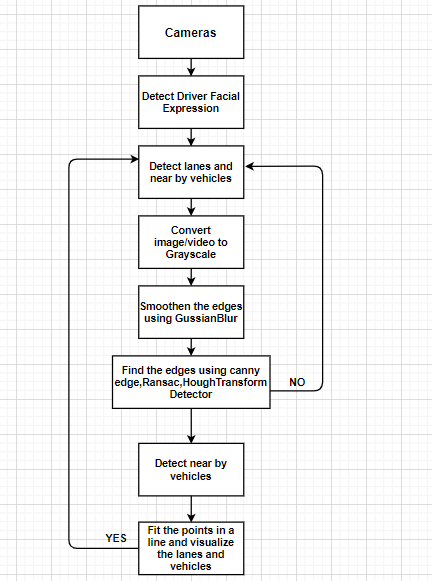 Cameras
Detect Driver Facial
Expression
Detect lanes and
near by vehicles
Convert
image/video to
Grayscale
Smoothen the edges
using GussianBlur
Find the edges using canny
edge,Ransac,HoughTransform
Detector
NO
Detect near by
vehicles
YES
Fit the points in a
line and visualize
the lanes and
vehicles